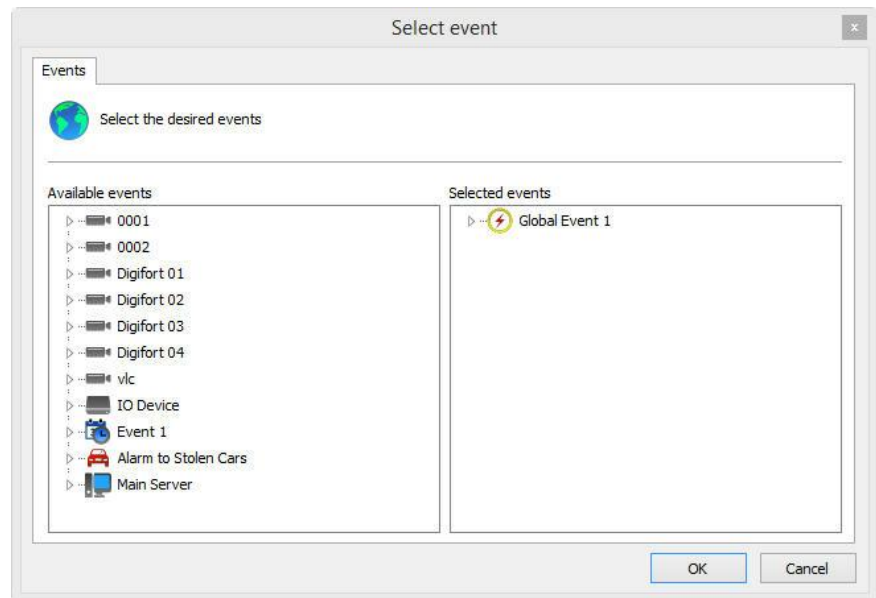 Select event
x
Events
Select the desired events
Available events
Selected events
0001
Global Event 1
0002
Digifort 01
Digifort 02
Digifort 03
Digifort 04
vlc
IO Device
Event 1
Alarm to Stolen Cars
Main Server
OK
Cancel